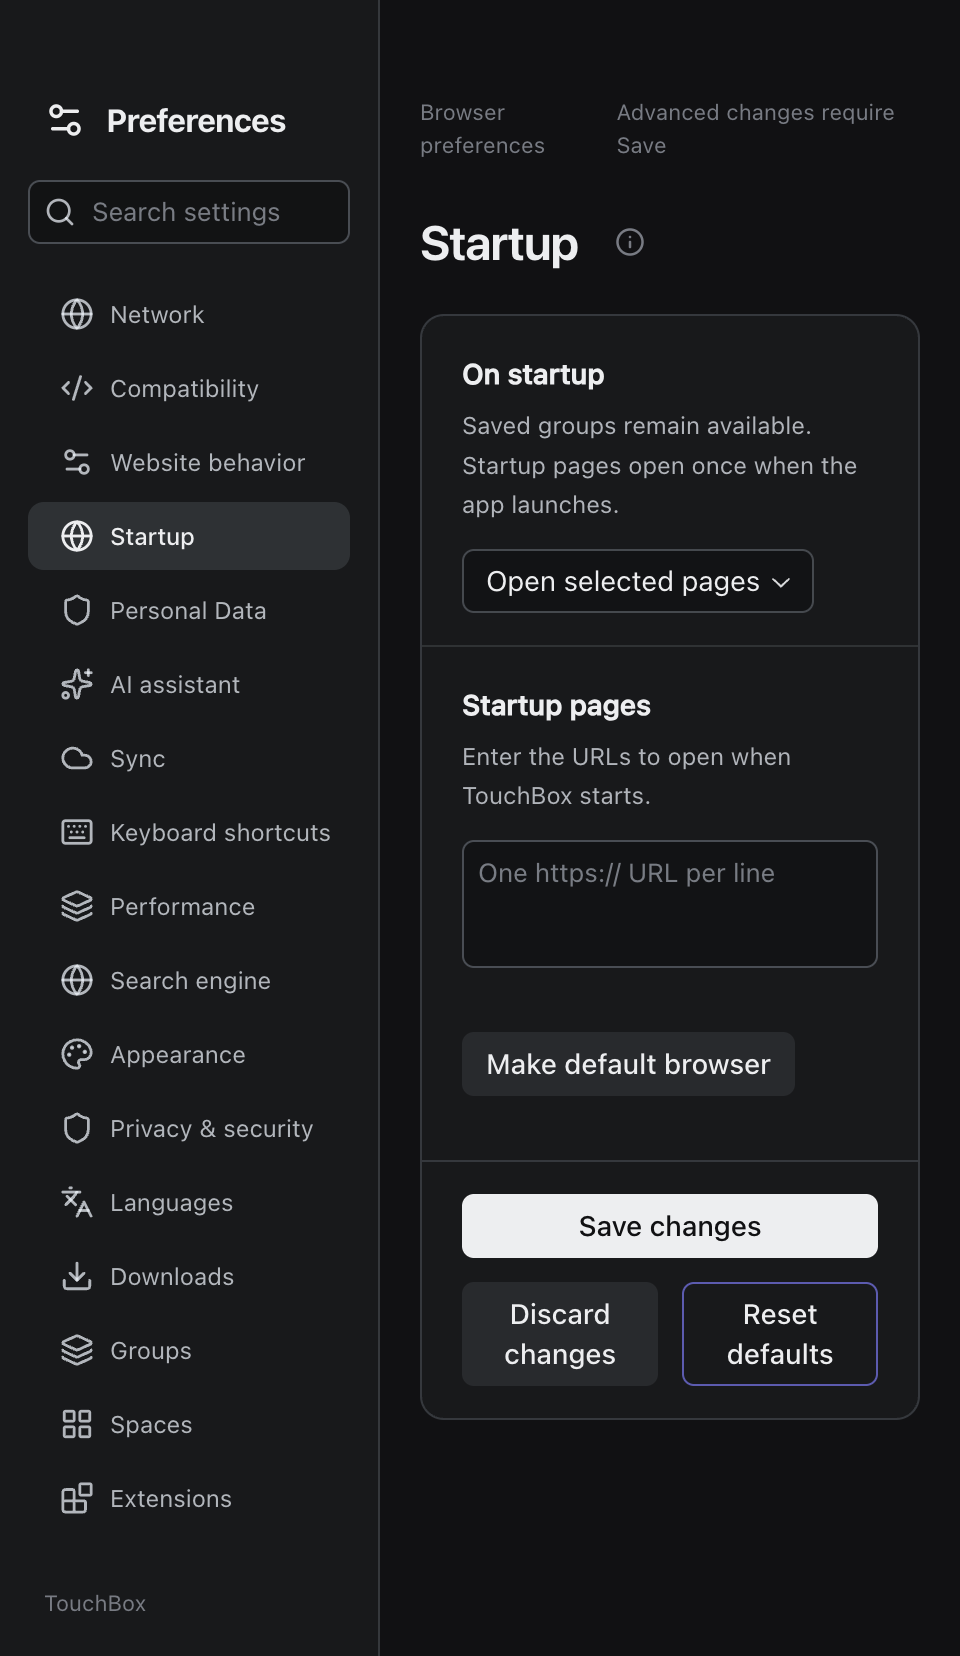 Preferences
Search settings
Network
Compatibility
Website behavior
Startup
Personal Data
AI assistant
Sync
Keyboard shortcuts
Performance
Search engine
Appearance
Privacy & security
Languages
Downloads
Groups
Spaces
Extensions
TouchBox
Browser
preferences
Advanced changes require
Save
Startup
On startup
Saved groups remain available.
Startup pages open once when the
app launches.
Open selected pages
Startup pages
Enter the URLs to open when
TouchBox starts.
One https:// URL per line
Make default browser
Save changes
Discard
changes
Reset
defaults